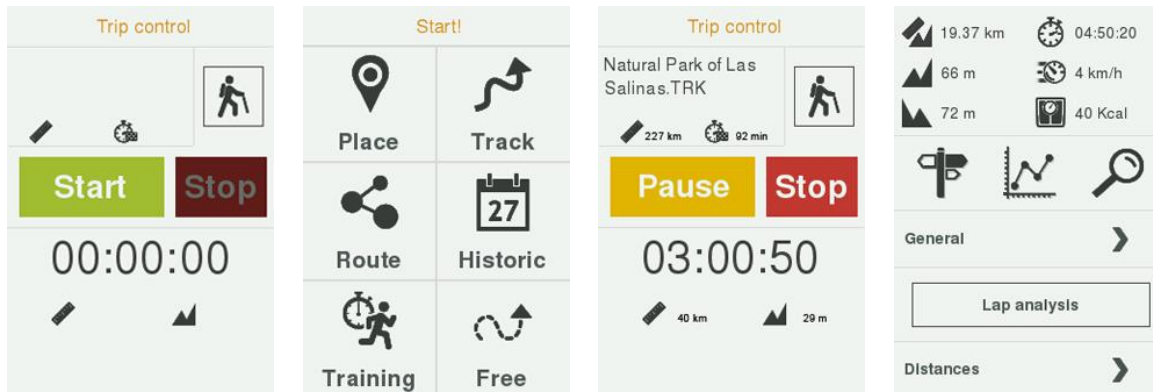 Trip control
Start Stop
00:00:00
Start!
Place Track
27
Route Historic
Training Free
Trip control
Natural Park of Las
Salinas.TRK
227 km 92 min
Pause Stop
03:00:50
40 km 29 m
19.37 km 04:50:20
66 m 4 km/h
72 m 40 Kcal
General
Lap analysis
Distances